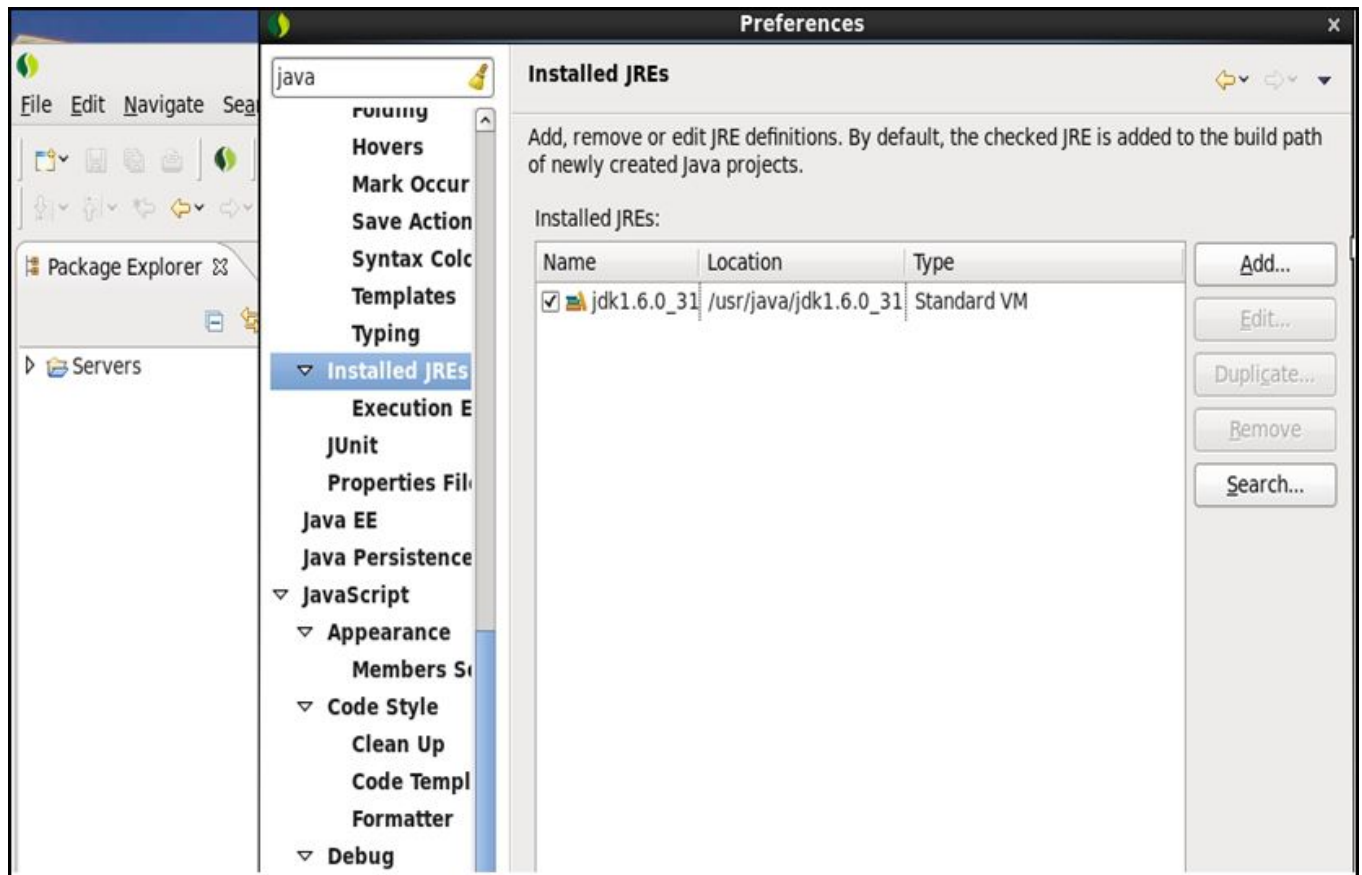 Preferences
File Edit Navigate Sea
Package Explorer
Servers
java
Folding
Hovers
Mark Occur
Save Action
Syntax Colo
Templates
Typing
Installed JREs
Execution E
JUnit
Properties Fil
Java EE
Java Persistence
JavaScript
Appearance
Members S
Code Style
Clean Up
Code Templ
Formatter
Debug
Installed JREs
Add, remove or edit JRE definitions. By default, the checked JRE is added to the build path
of newly created Java projects.
Installed JREs:
Name Location Type
jdk1.6.0_31 /usr/java/jdk1.6.0_31 Standard VM
Add...
Edit...
Duplicate...
Remove
Search...